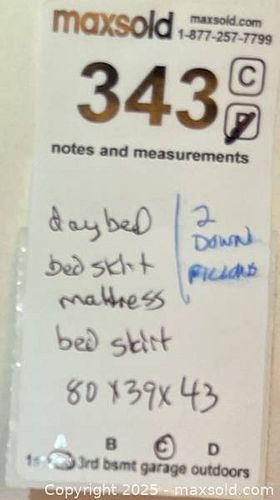 maxsold
maxsold.com
1-877-257-7799
343
C
P
notes and measurements
daybed
bed skirt
mattress
bed skirt
80 x 39 x 43
2
DOWN
PILLOWS
A B C D
3rd bsmt garage outdoors
Copyright 2025 - maxsold.com